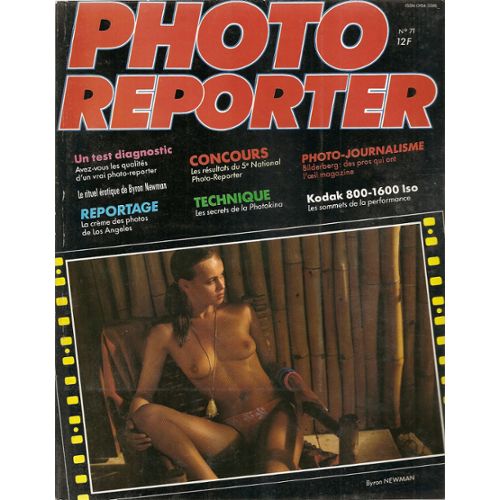 PHOTO
REPORTER
N° 71
12F
Un test diagnostic
Avez-vous les qualités
d'un vrai photo-reporter
Le rituel érotique de Byron Newman
REPORTAGE
La crème des photos
de Los Angeles
CONCOURS
Les résultats du 5e National
Photo-Reporter
TECHNIQUE
Les secrets de la Photokina
PHOTO-JOURNALISME
Bilderberg : des pros qui ont
l'œil magazine
Kodak 800-1600 Iso
Les sommets de la performance
Byron NEWMAN